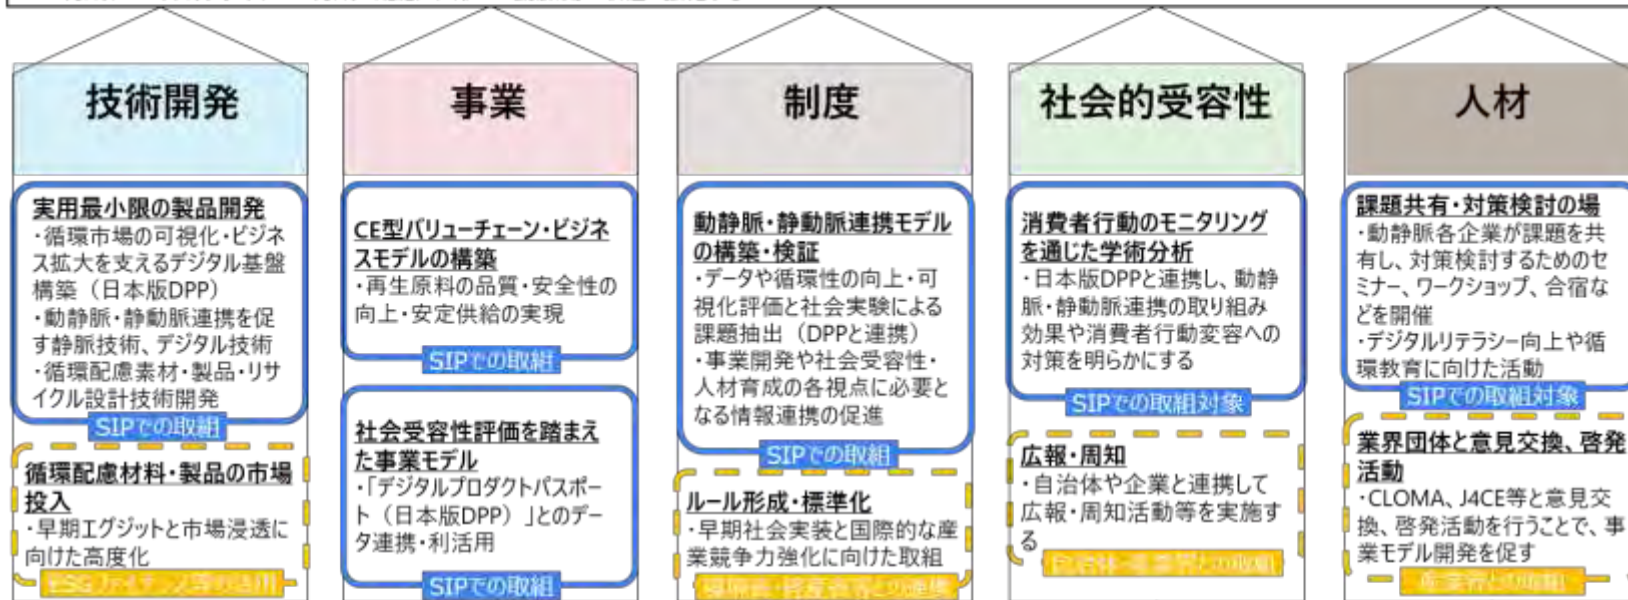 技術開発
実用最小限の製品開発
・循環市場の可視化・ビジネ
ス拡大を支えるデジタル基盤
構築（日本版DPP）
・動静脈・静動脈連携を促
す静脈技術、デジタル技術
・循環配慮素材・製品・リサ
イクル設計技術開発
SIPでの取組
循環配慮材料・製品の市場
投入
・早期エグジットと市場浸透に
向けた高度化
事業
CE型バリューチェーン・ビジネ
スモデルの構築
・再生原料の品質・安全性の
向上・安定供給の実現
SIPでの取組
社会受容性評価を踏まえ
た事業モデル
・「デジタルプロダクトパスポー
ト（日本版DPP）」とのデー
タ連携・利活用
SIPでの取組
制度
動静脈・静動脈連携モデル
の構築・検証
・データや循環性の向上・可
視化評価と社会実験による
課題抽出（DPPと連携）
・事業開発や社会受容性・
人材育成の各視点に必要と
なる情報連携の促進
SIPでの取組
ルール形成・標準化
・早期社会実装と国際的な産
業競争力強化に向けた取組
社会的受容性
消費者行動のモニタリング
を通じた学術分析
・日本版DPPと連携し、動静
脈・静動脈連携の取り組み
効果や消費者行動変容への
対策を明らかにする
SIPでの取組対象
広報・周知
・自治体や企業と連携して
広報・周知活動等を実施す
る
人材
課題共有・対策検討の場
・動静脈各企業が課題を共
有し、対策検討するためのセ
ミナー、ワークショップ、合宿な
どを開催
・デジタルリテラシー向上や循
環教育に向けた活動
SIPでの取組対象
業界団体と意見交換、啓発
活動
・CLOMA、J4CE等と意見交
換、啓発活動を行うことで、事
業モデル開発を促す